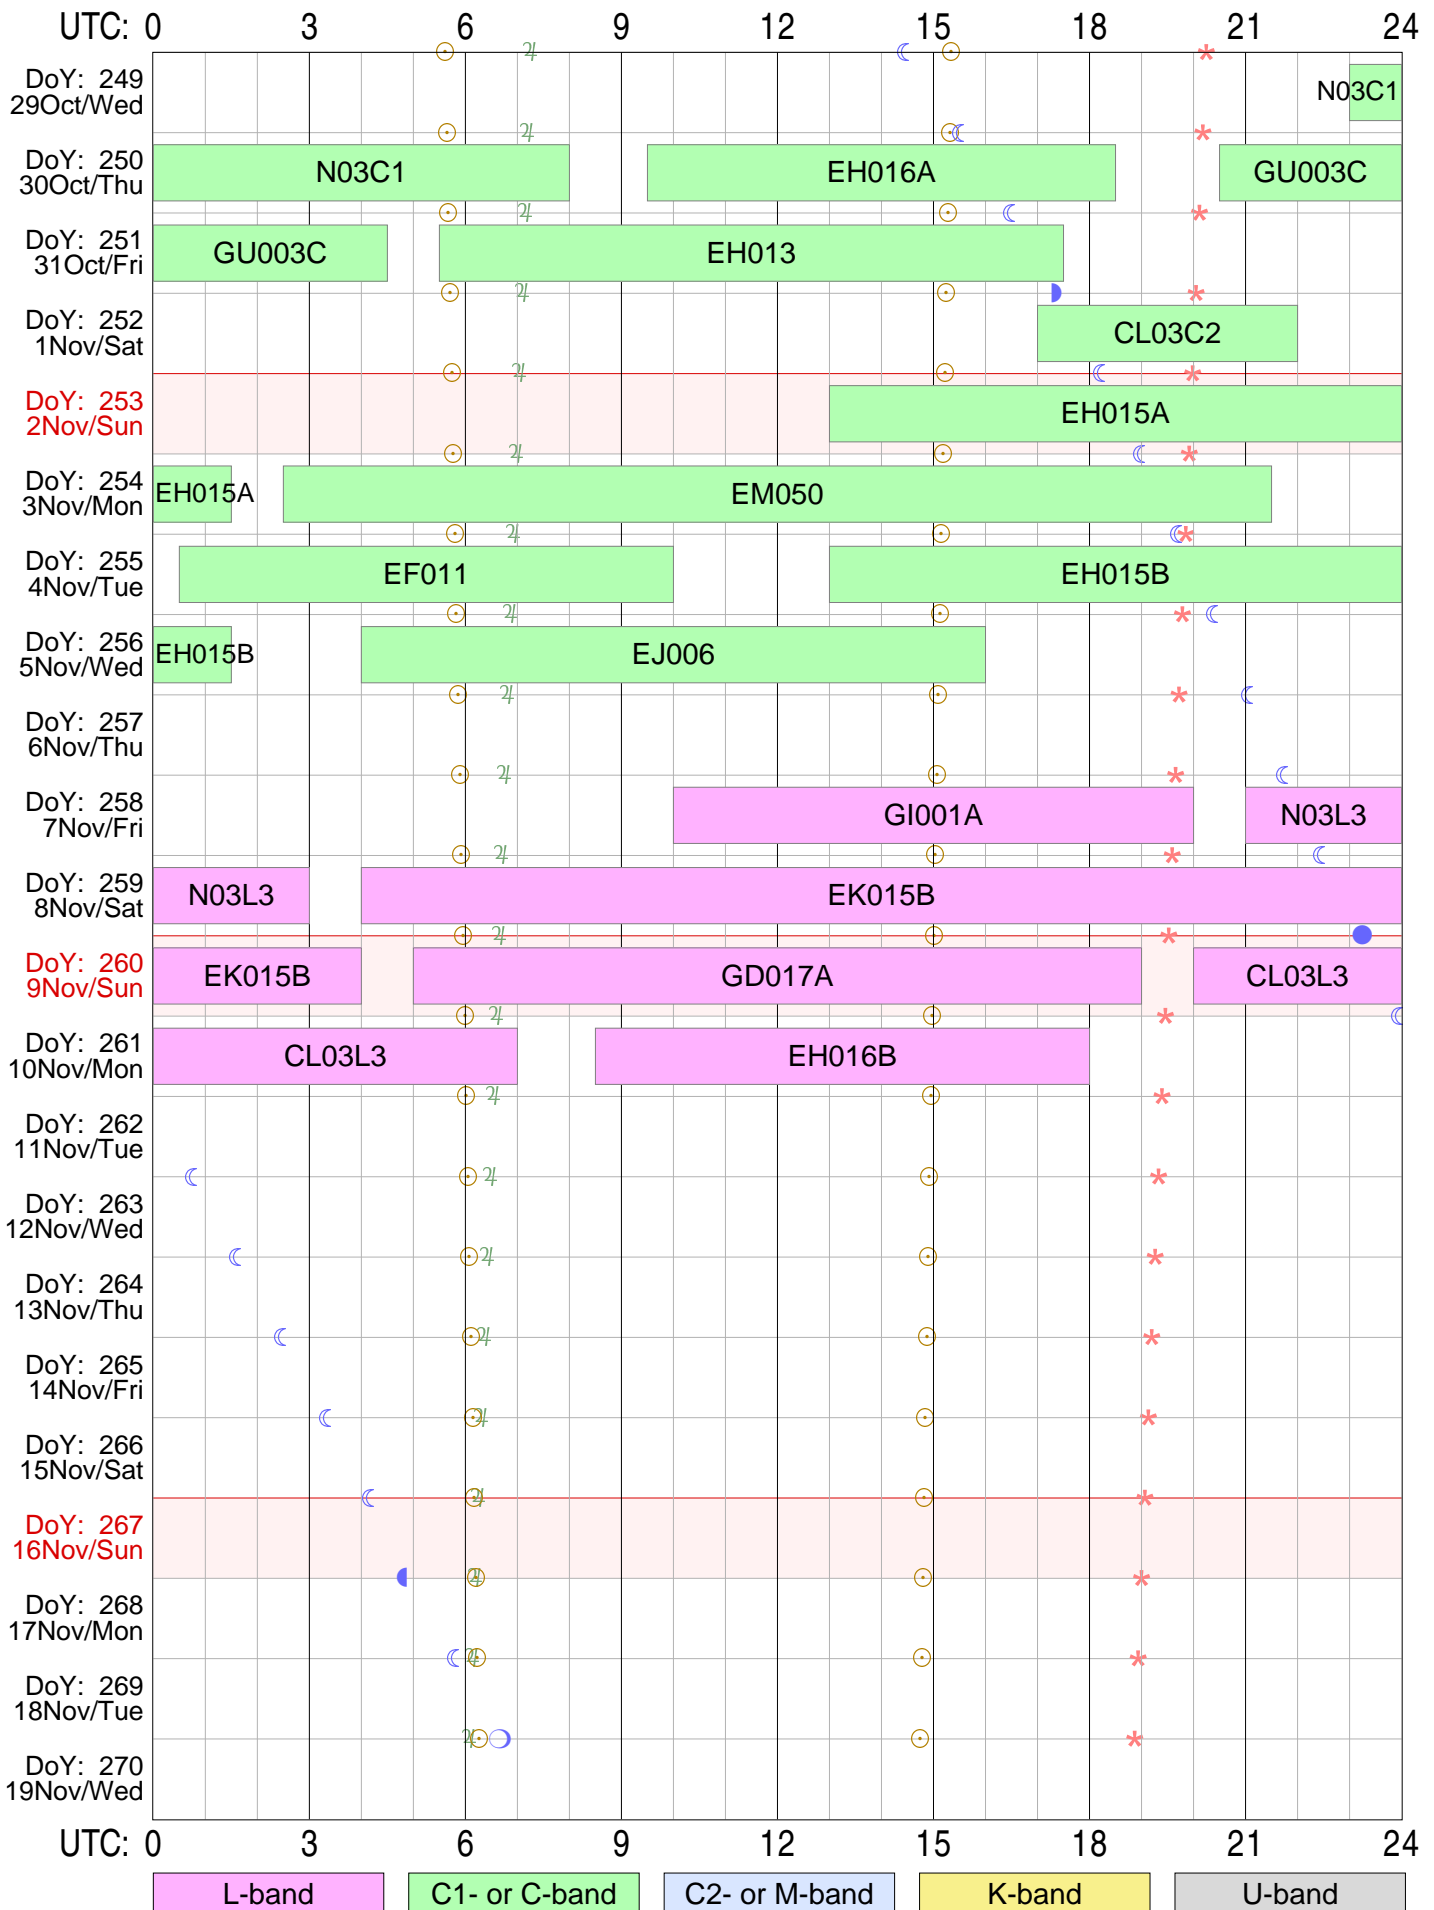 UTC: 0 3 6 9 12 15 18 21 24
DoY: 249
29Oct/Wed
N03C1
DoY: 250
30Oct/Thu
N03C1 EH016A GU003C
DoY: 251
31Oct/Fri
GU003C EH013
DoY: 252
1Nov/Sat
CL03C2
DoY: 253
2Nov/Sun
EH015A
DoY: 254
3Nov/Mon
EH015A EM050
DoY: 255
4Nov/Tue
EF011 EH015B
DoY: 256
5Nov/Wed
EH015B EJ006
DoY: 257
6Nov/Thu
DoY: 258
7Nov/Fri
GI001A N03L3
DoY: 259
8Nov/Sat
N03L3 EK015B
DoY: 260
9Nov/Sun
EK015B GD017A CL03L3
DoY: 261
10Nov/Mon
CL03L3 EH016B
DoY: 262
11Nov/Tue
DoY: 263
12Nov/Wed
DoY: 264
13Nov/Thu
DoY: 265
14Nov/Fri
DoY: 266
15Nov/Sat
DoY: 267
16Nov/Sun
DoY: 268
17Nov/Mon
DoY: 269
18Nov/Tue
DoY: 270
19Nov/Wed
UTC: 0 3 6 9 12 15 18 21 24
L-band C1- or C-band C2- or M-band K-band U-band